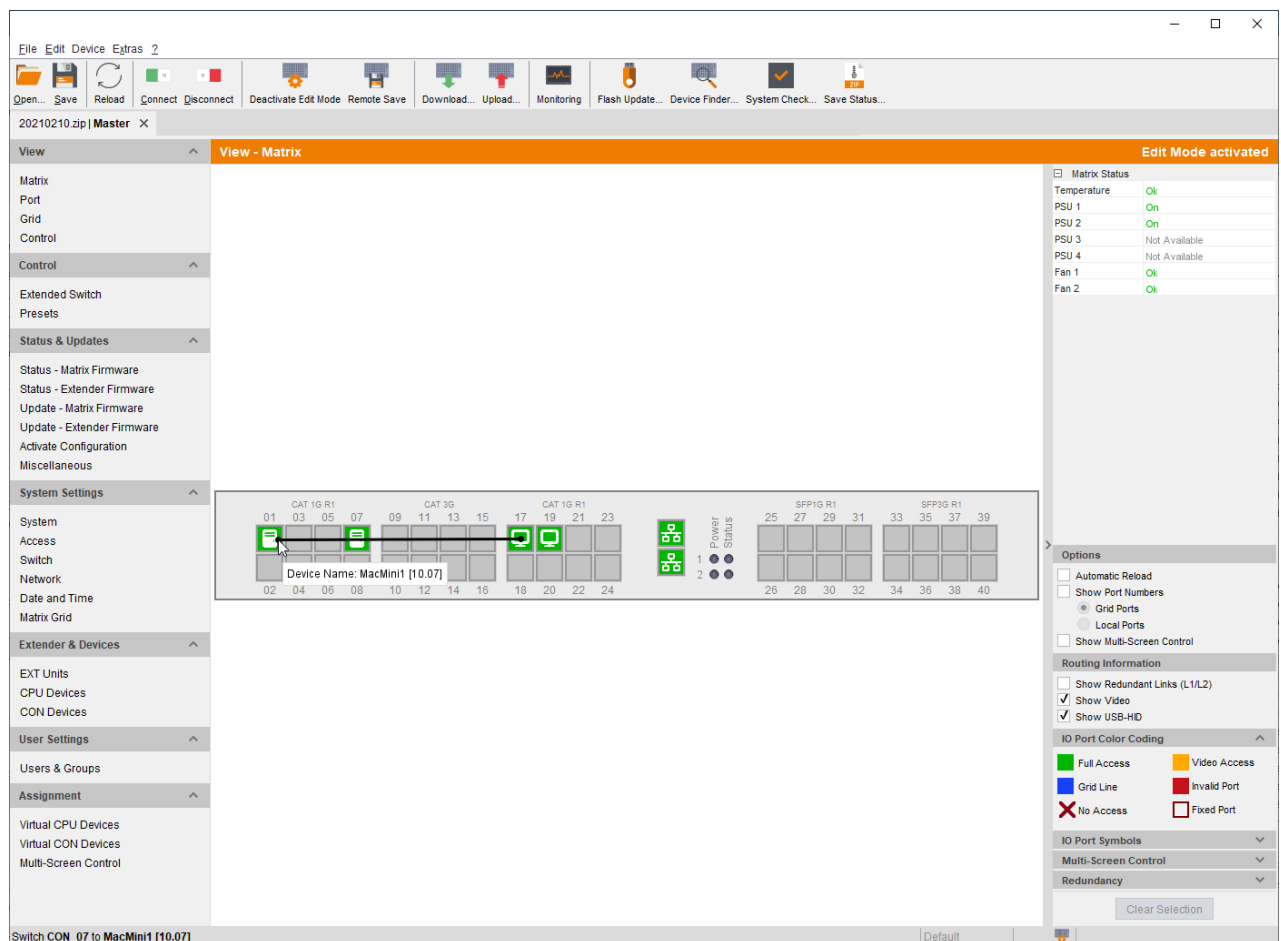 File Edit Device Extras ?
Open... Save Reload Connect Disconnect Deactivate Edit Mode Remote Save Download... Upload... Monitoring Flash Update... Device Finder... System Check... Save Status...
ZIP
20210210.zip | Master
View
Matrix
Port
Grid
Control
Control
Extended Switch
Presets
Status & Updates
Status - Matrix Firmware
Status - Extender Firmware
Update - Matrix Firmware
Update - Extender Firmware
Activate Configuration
Miscellaneous
System Settings
System
Access
Switch
Network
Date and Time
Matrix Grid
Extender & Devices
EXT Units
CPU Devices
CON Devices
User Settings
Users & Groups
Assignment
Virtual CPU Devices
Virtual CON Devices
Multi-Screen Control
View - Matrix Edit Mode activated
CAT 1G R1 CAT 3G CAT 1G R1 SFP1G R1 SFP3G R1
01 03 05 07 09 11 13 15 17 19 21 23 25 27 29 31 33 35 37 39
Power
Status
1
2
Device Name: MacMini1 [10.07]
02 04 06 08 10 12 14 16 18 20 22 24 26 28 30 32 34 36 38 40
Matrix Status
Temperature Ok
PSU 1 On
PSU 2 On
PSU 3 Not Available
PSU 4 Not Available
Fan 1 Ok
Fan 2 Ok
Options
Automatic Reload
Show Port Numbers
Grid Ports
Local Ports
Show Multi-Screen Control
Routing Information
Show Redundant Links (L1/L2)
Show Video
Show USB-HID
IO Port Color Coding
Full Access Video Access
Grid Line Invalid Port
No Access Fixed Port
IO Port Symbols
Multi-Screen Control
Redundancy
Clear Selection
Switch CON_07 to MacMini1 [10.07] Default